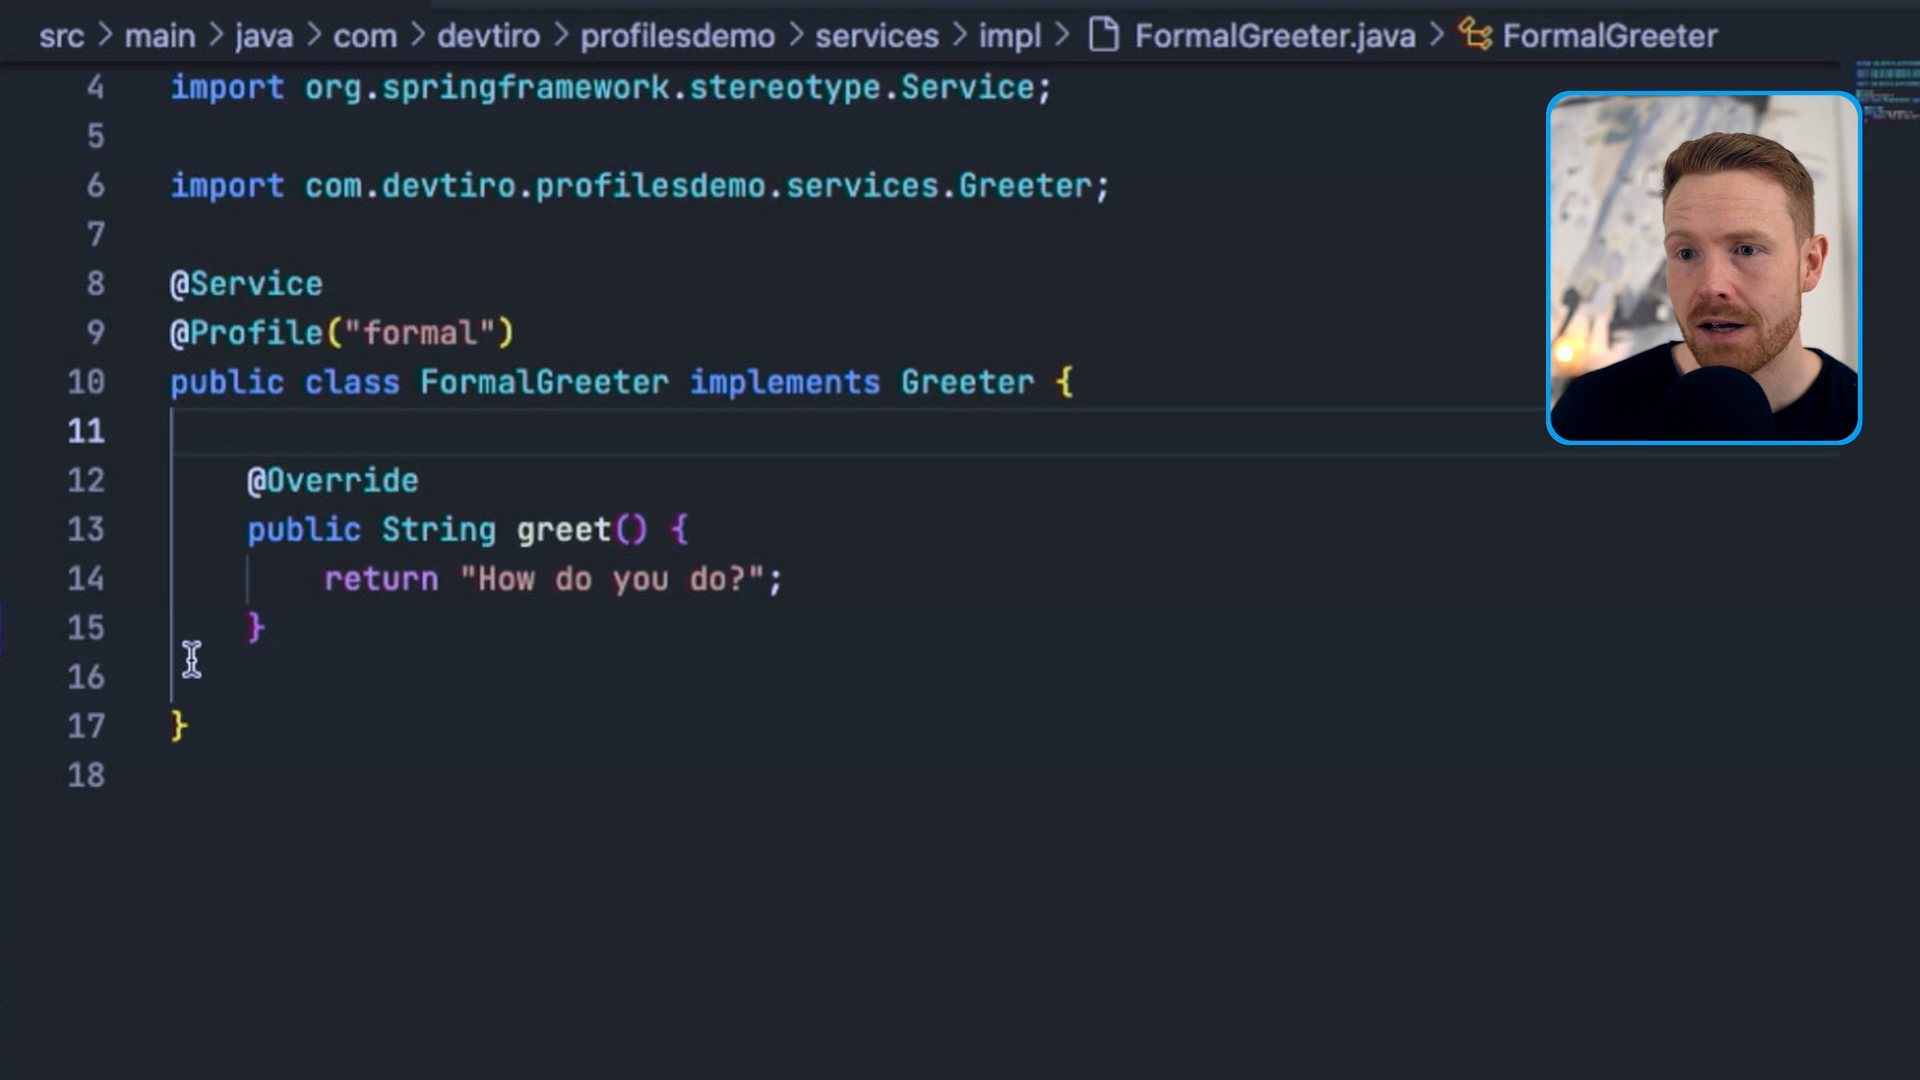 src > main > java > com > devtiro > profilesdemo > services > impl > FormalGreeter.java > FormalGreeter
4 import org.springframework.stereotype.Service;
5
6 import com.devtiro.profilesdemo.services.Greeter;
7
8 @Service
9 @Profile("formal")
10 public class FormalGreeter implements Greeter {
11
12 @Override
13 public String greet() {
14 return "How do you do?";
15 }
16
17 }
18